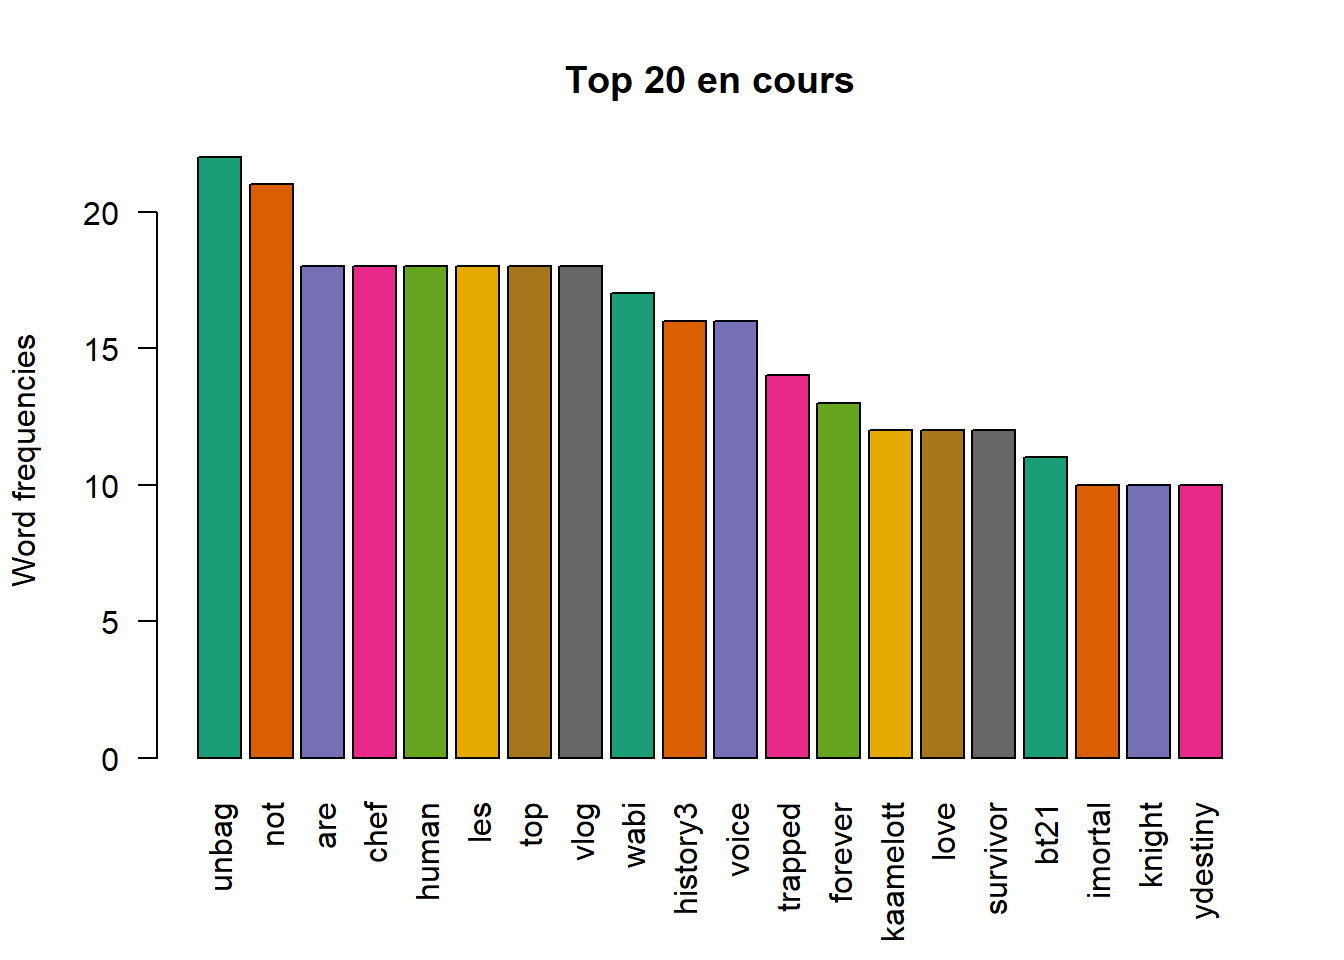 Top 20 en cours
Word frequencies
20
15
10
5
0
unbag
not
are
chef
human
les
top
vlog
wabi
history3
voice
trapped
forever
kaamelott
love
survivor
bt21
imortal
knight
ydestiny